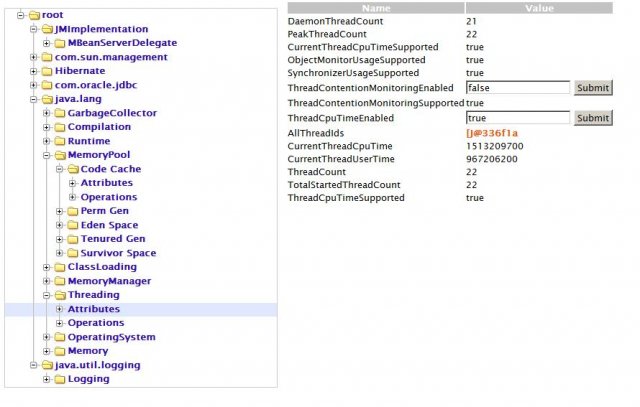 root
JMImplementation
MBeanServerDelegate
com.sun.management
Hibernate
com.oracle.jdbc
java.lang
GarbageCollector
Compilation
Runtime
MemoryPool
Code Cache
Attributes
Operations
Perm Gen
Eden Space
Tenured Gen
Survivor Space
ClassLoading
MemoryManager
Threading
Attributes
Operations
OperatingSystem
Memory
java.util.logging
Logging
Name Value
DaemonThreadCount 21
PeakThreadCount 22
CurrentThreadCpuTimeSupported true
ObjectMonitorUsageSupported true
SynchronizerUsageSupported true
ThreadContentionMonitoringEnabled false Submit
ThreadContentionMonitoringSupported true
ThreadCpuTimeEnabled true Submit
AllThreadIds [J@336f1a
CurrentThreadCpuTime 1513209700
CurrentThreadUserTime 967206200
ThreadCount 22
TotalStartedThreadCount 22
ThreadCpuTimeSupported true